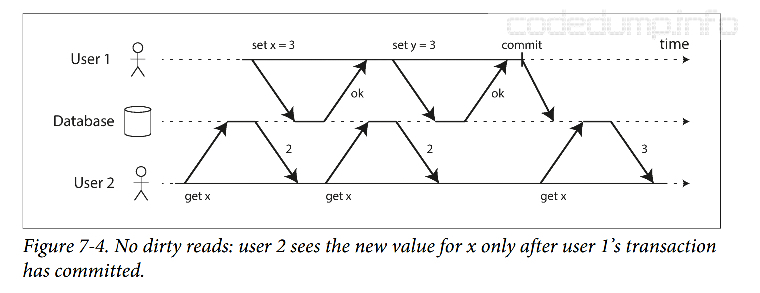 codedump.info
set x = 3
set y = 3
commit
time
User 1
ok
ok
Database
2
2
3
User 2
get x
get x
get x
Figure 7-4. No dirty reads: user 2 sees the new value for x only after user 1’s transaction
has committed.